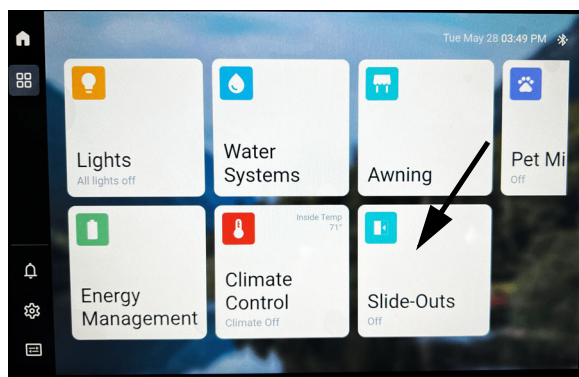 Tue May 28 03:49 PM
Lights
All lights off
Water
Systems
Awning
Pet Mi
Off
Energy
Management
Inside Temp
71°
Climate
Control
Climate Off
Slide-Outs
Off